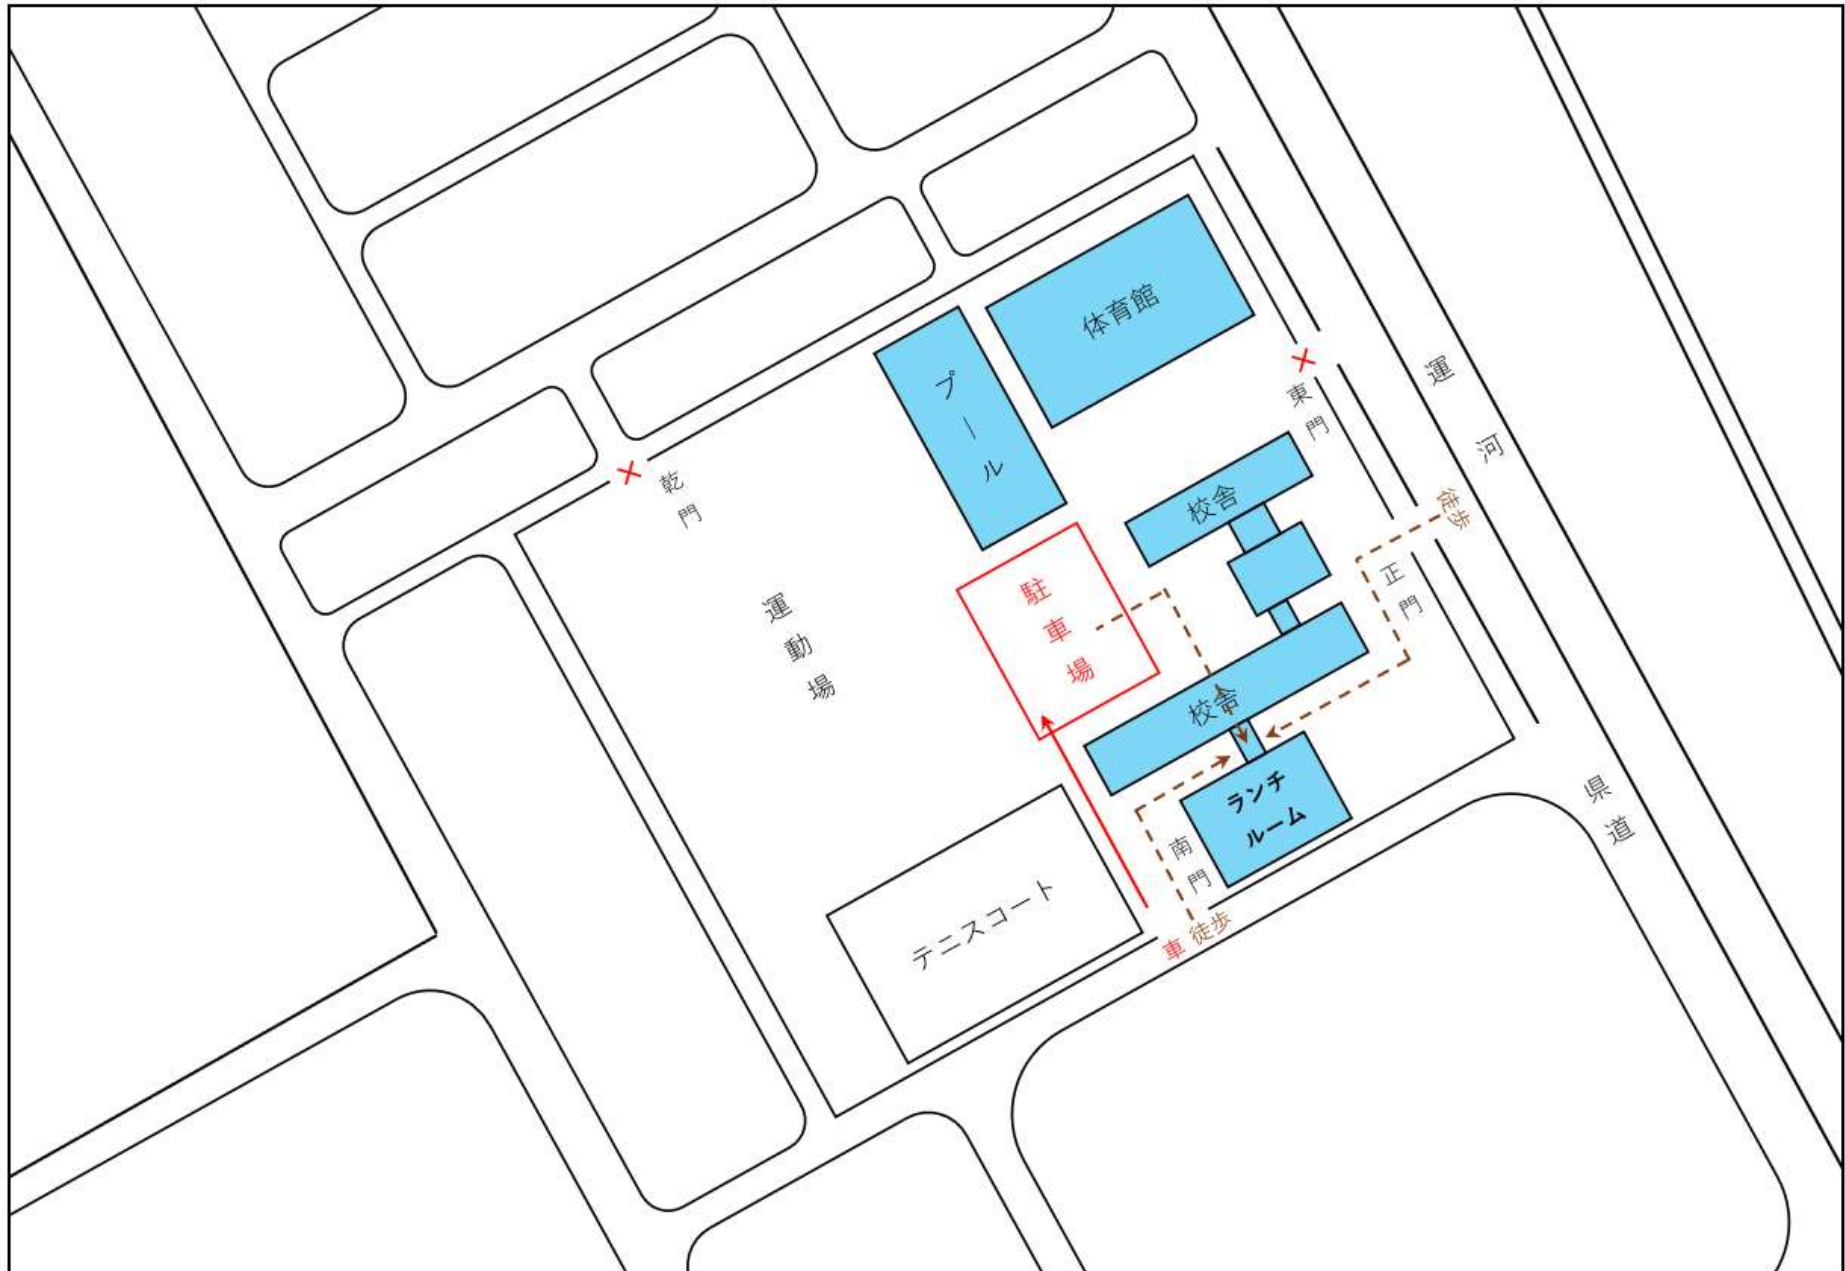 体育館
プール
運河
東門
乾門
校舎
徒歩
正門
駐車場
運動場
校舎
ランチ
ルーム
県道
南門
テニスコート
徒歩
車